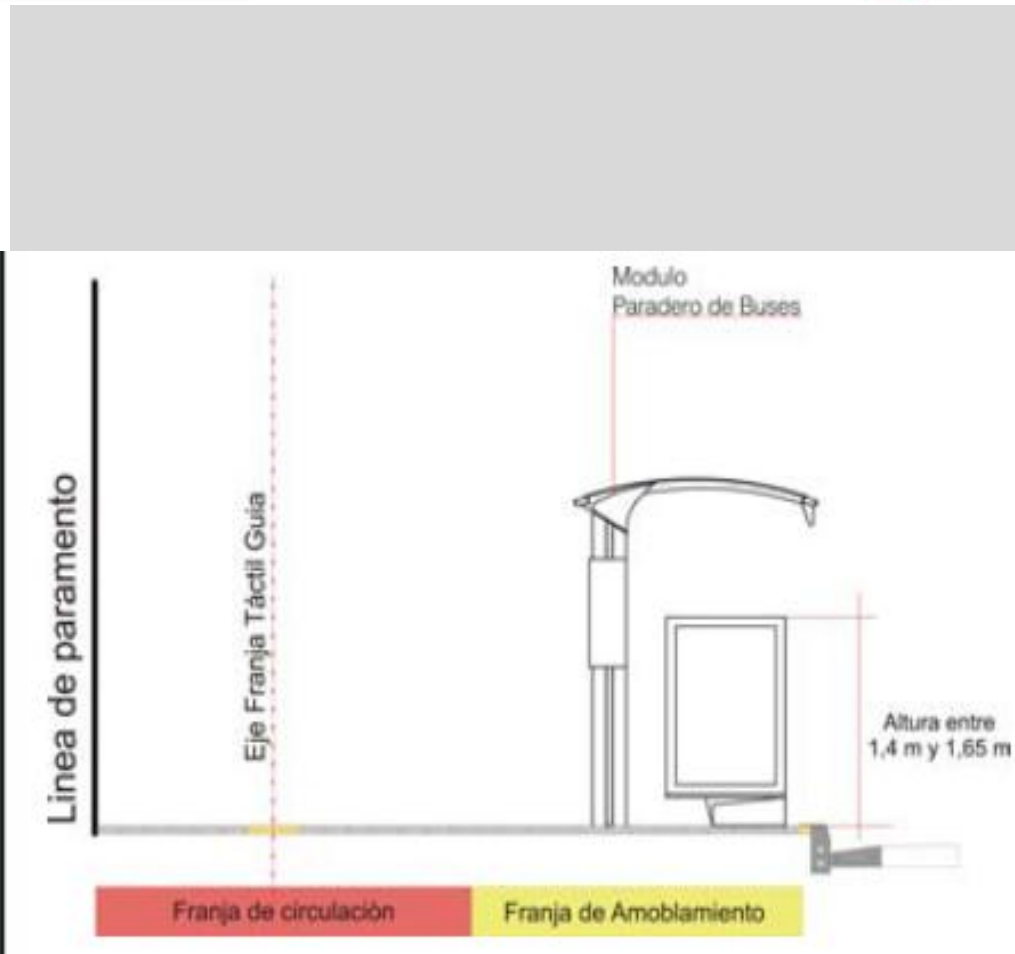 Modulo
Paradero de Buses
Linea de paramento
Eje Franja Táctil Guia
Altura entre
1,4 m y 1,65 m
Franja de circulaciòn
Franja de Amoblamiento